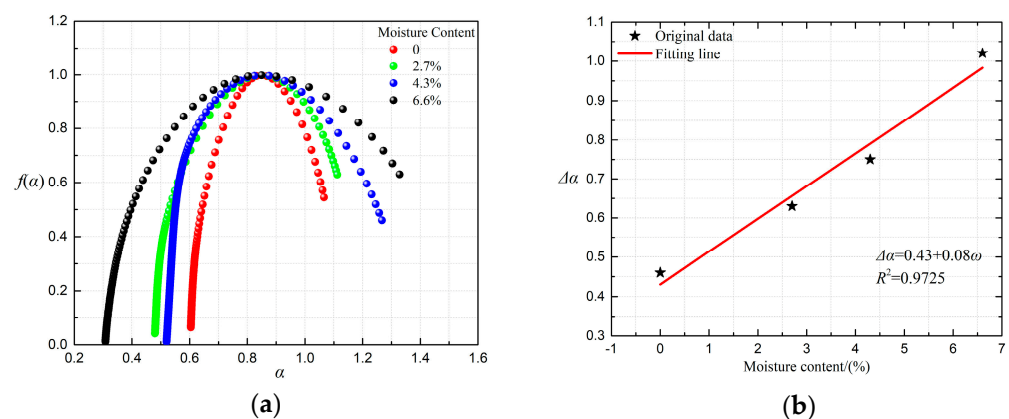 1.2
1.0
0.8
0.6
0.4
0.2
0.0
f(α)
0.2 0.4 0.6 0.8 1.0 1.2 1.4 1.6
α
Moisture Content
0
2.7%
4.3%
6.6%
(a)
1.1
1.0
0.9
0.8
0.7
0.6
0.5
0.4
0.3
Δα
-1 0 1 2 3 4 5 6 7
Moisture content/(%)
Original data
Fitting line
Δα=0.43+0.08ω
R²=0.9725
(b)